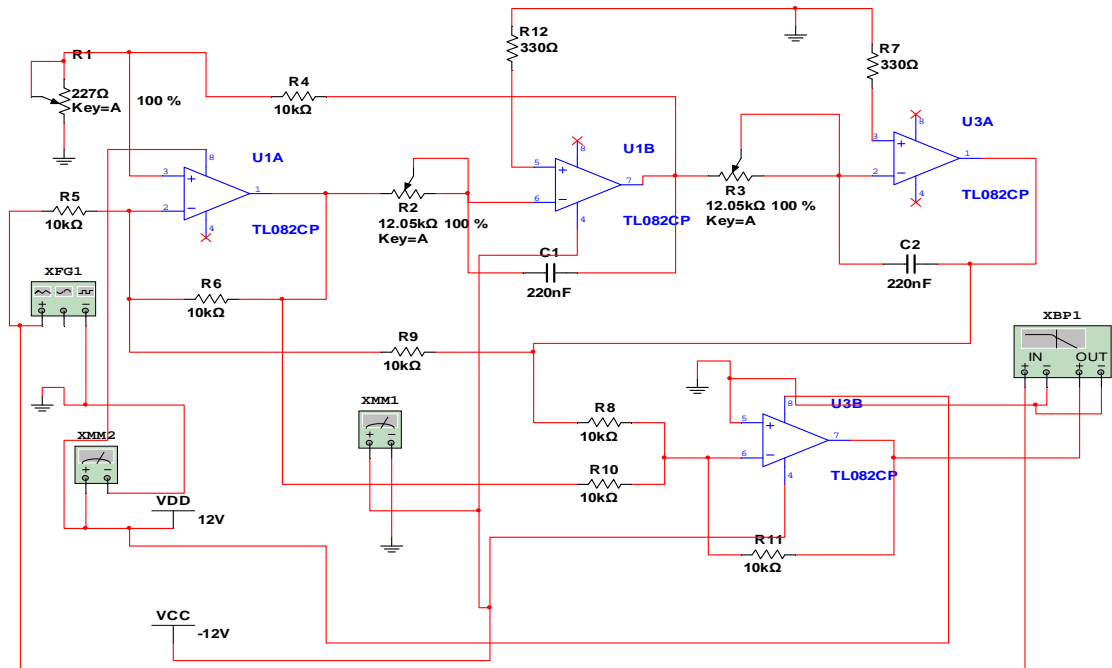 R1
227Ω
Key=A
100 %
R4
10kΩ
R12
330Ω
R7
330Ω
U1A
8
3
2
1
4
TL082CP
R5
10kΩ
R2
12.05kΩ 100 %
Key=A
U1B
8
5
6
7
4
TL082CP
R3
12.05kΩ 100 %
Key=A
U3A
8
3
2
1
4
TL082CP
C1
220nF
C2
220nF
XFG1
R6
10kΩ
R9
10kΩ
XBP1
IN OUT
XMM1
XMM2
R8
10kΩ
R10
10kΩ
U3B
8
5
6
7
4
TL082CP
R11
10kΩ
VDD
12V
VCC
-12V